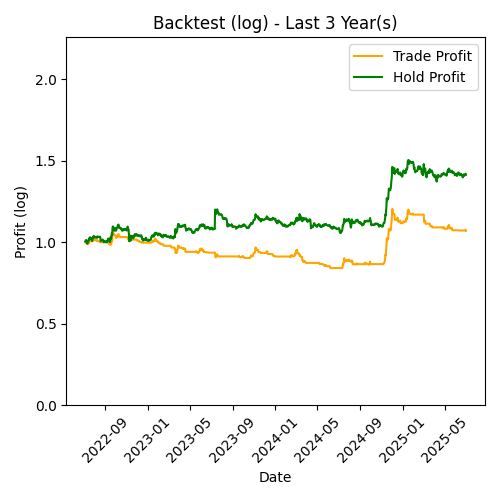 Backtest (log) - Last 3 Year(s)
Trade Profit
Hold Profit
Profit (log)
2.0
1.5
1.0
0.5
0.0
2022-09
2023-01
2023-05
2023-09
2024-01
2024-05
2024-09
2025-01
2025-05
Date